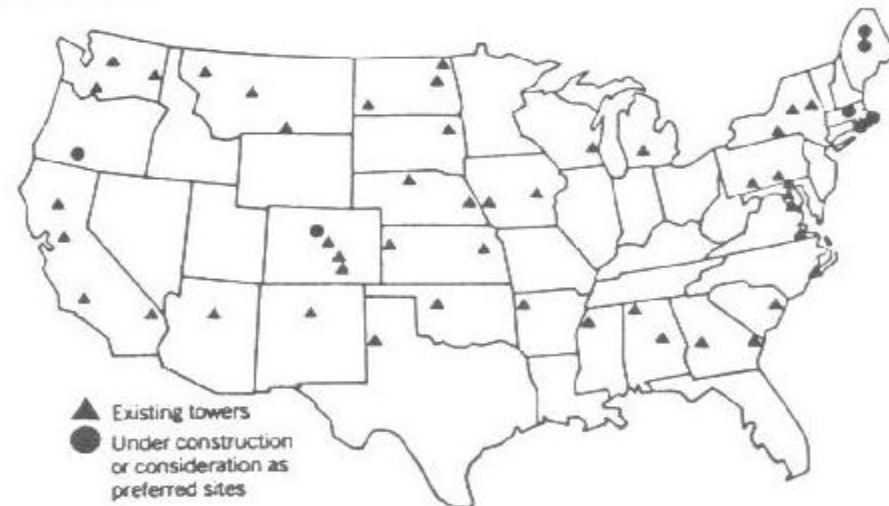 Existing towers
Under construction
or consideration as
preferred sites